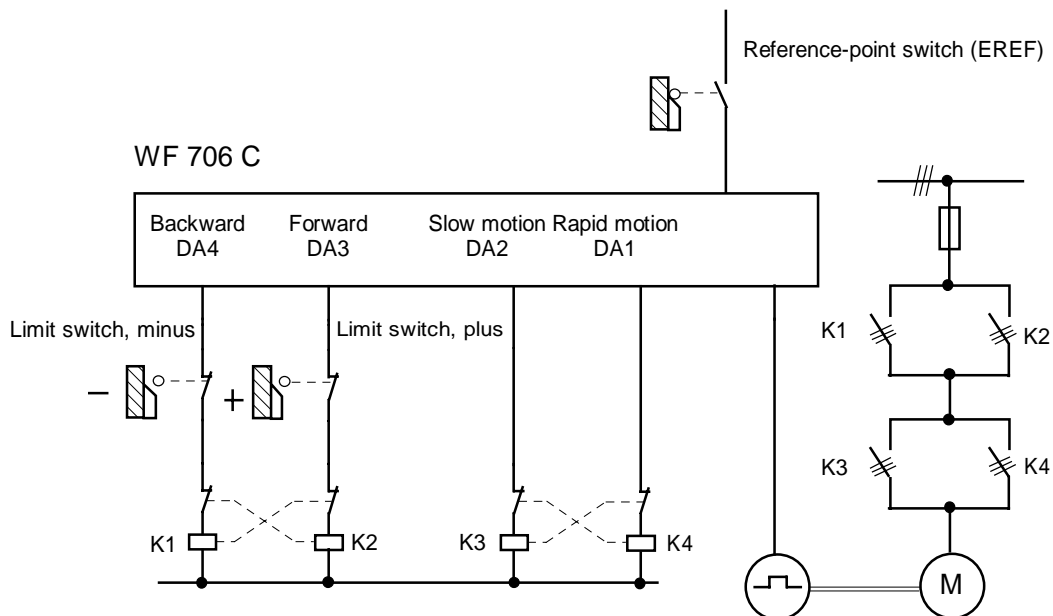 Reference-point switch (EREF)
WF 706 C
Backward Forward Slow motion Rapid motion
DA4 DA3 DA2 DA1
Limit switch, minus Limit switch, plus
K1 K2
− +
K3 K4
K1 K2 K3 K4
M